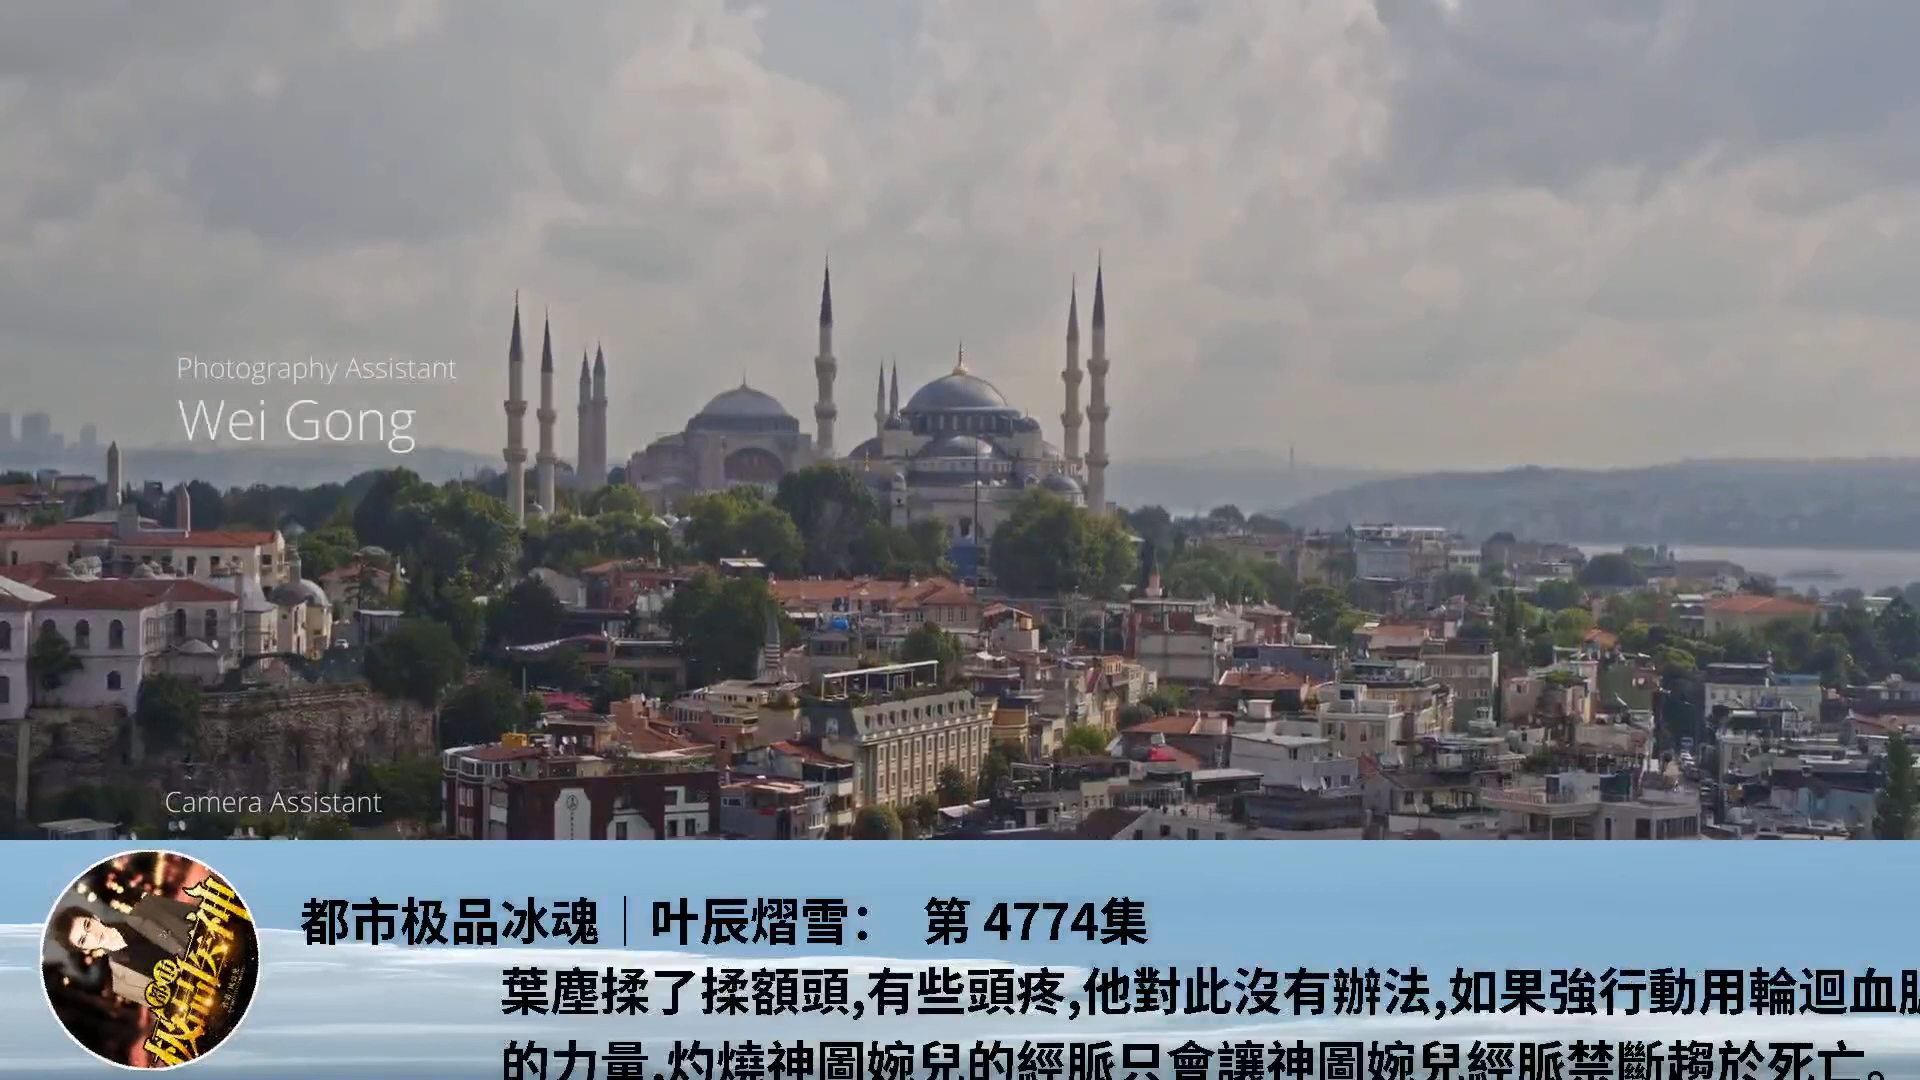 Photography Assistant
Wei Gong
Camera Assistant
都市极品冰魂｜叶辰熠雪： 第 4774集
葉塵揉了揉額頭,有些頭疼,他對此沒有辦法,如果強行動用輪迴血脈
的力量,灼燒神圖婉兒的經脈只會讓神圖婉兒經脈禁斷趨於死亡。